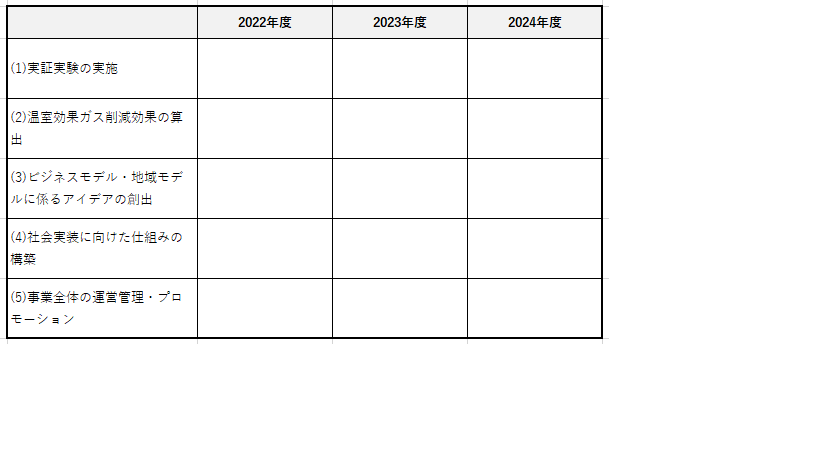 2022年度 2023年度 2024年度
(1)実証実験の実施
(2)温室効果ガス削減効果の算
出
(3)ビジネスモデル・地域モデ
ルに係るアイデアの創出
(4)社会実装に向けた仕組みの
構築
(5)事業全体の運営管理・プロ
モーション